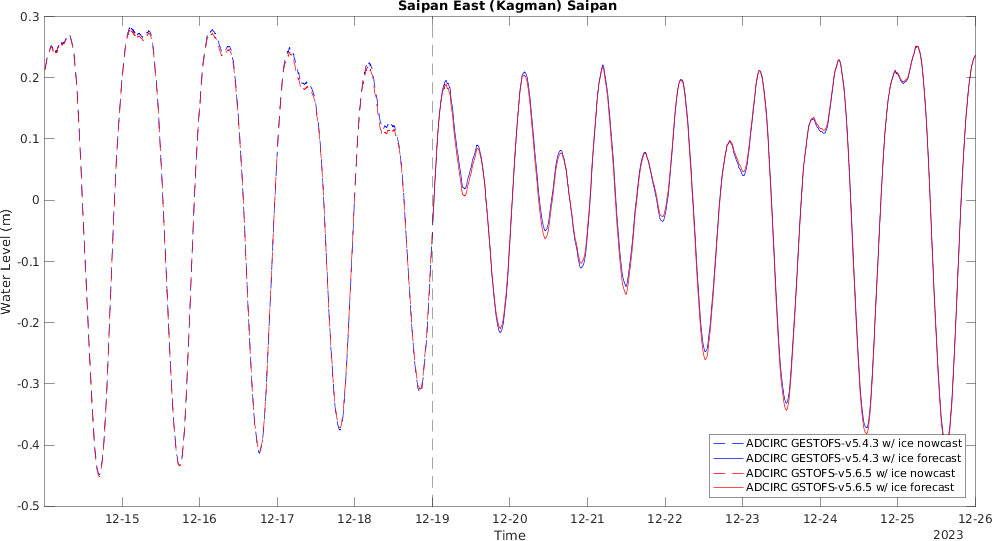 Saipan East (Kagman) Saipan
Water Level (m)
0.3
0.2
0.1
0
-0.1
-0.2
-0.3
-0.4
-0.5
ADCIRC GESTOFS-v5.4.3 w/ ice nowcast
ADCIRC GESTOFS-v5.4.3 w/ ice forecast
ADCIRC GSTOFS-v5.6.5 w/ ice nowcast
ADCIRC GSTOFS-v5.6.5 w/ ice forecast
12-15 12-16 12-17 12-18 12-19 12-20 12-21 12-22 12-23 12-24 12-25 12-26
Time
2023